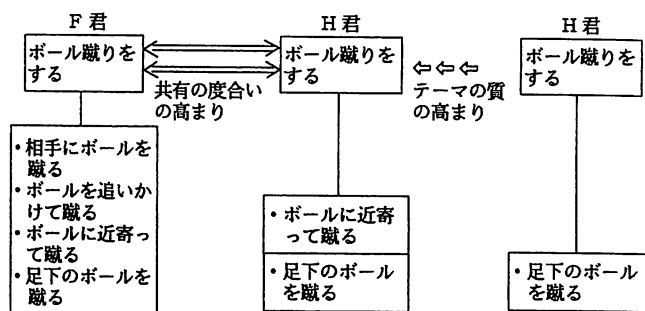 F 君
ボール蹴りを
する
・相手にボールを
蹴る
・ボールを追いか
けて蹴る
・ボールに近寄っ
て蹴る
・足下のボールを
蹴る
共有の度合い
の高まり
H 君
ボール蹴りを
する
・ボールに近寄
って蹴る
・足下のボール
を蹴る
テーマの質
の高まり
H 君
ボール蹴りを
する
・足下のボール
を蹴る